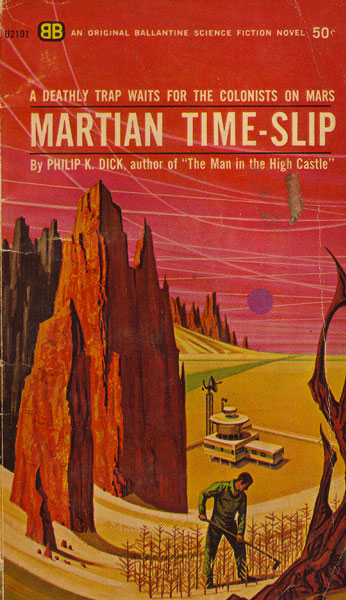 U2191 BB AN ORIGINAL BALLANTINE SCIENCE FICTION NOVEL 50¢
A DEATHLY TRAP WAITS FOR THE COLONISTS ON MARS
MARTIAN TIME-SLIP
By PHILIP K. DICK, author of "The Man in the High Castle"